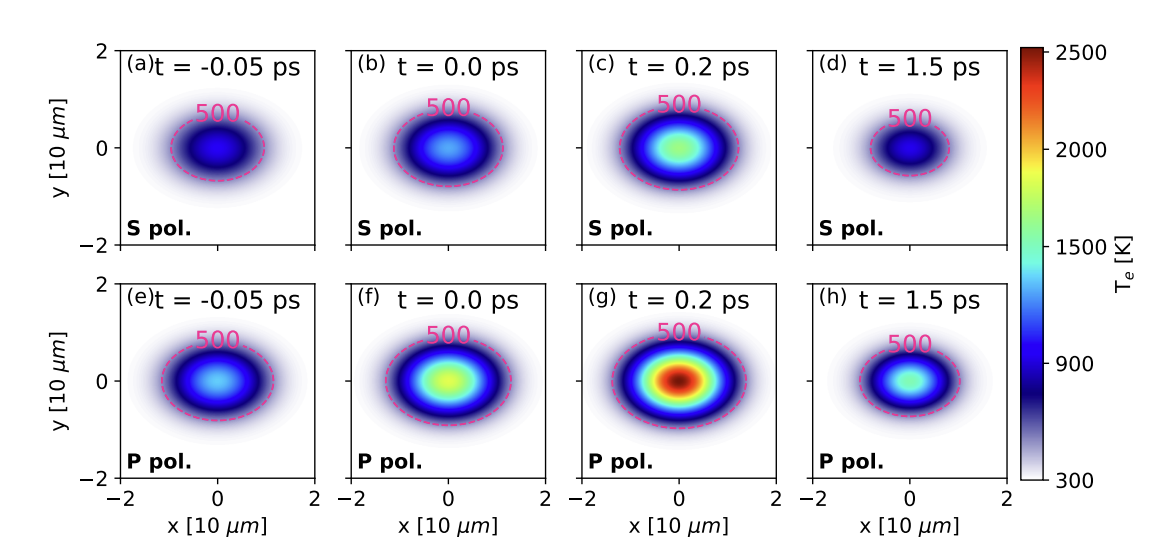 2
(a)t = -0.05 ps
(b) t = 0.0 ps
(c) t = 0.2 ps
(d) t = 1.5 ps
2500
500
500
500
500
y [10 μm]
0
2000
S pol.
S pol.
S pol.
S pol.
−2
1500
T_e [K]
2
(e)t = -0.05 ps
(f) t = 0.0 ps
(g) t = 0.2 ps
(h) t = 1.5 ps
500
500
500
500
900
y [10 μm]
0
P pol.
P pol.
P pol.
P pol.
300
−2
−2 0 2
−2 0 2
−2 0 2
−2 0 2
x [10 μm]
x [10 μm]
x [10 μm]
x [10 μm]